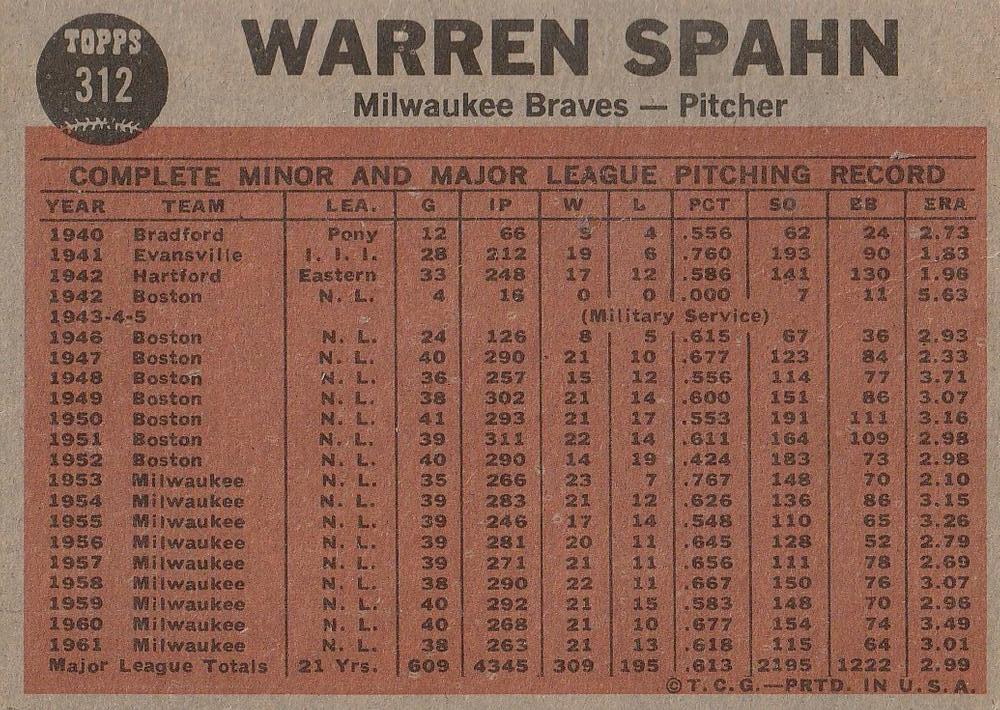 TOPPS
312
WARREN SPAHN
Milwaukee Braves — Pitcher
COMPLETE MINOR AND MAJOR LEAGUE PITCHING RECORD
YEAR TEAM LEA. G IP W L PCT SO BB ERA
1940 Bradford Pony 12 66 5 4 .556 62 24 2.73
1941 Evansville I. I. I. 28 212 19 6 .760 193 90 1.83
1942 Hartford Eastern 33 248 17 12 .586 141 130 1.96
1942 Boston N. L. 4 16 0 0 .000 7 11 5.63
1943-4-5 (Military Service)
1946 Boston N. L. 24 126 8 5 .615 67 36 2.93
1947 Boston N. L. 40 290 21 10 .677 123 84 2.33
1948 Boston N. L. 36 257 15 12 .556 114 77 3.71
1949 Boston N. L. 38 302 21 14 .600 151 86 3.07
1950 Boston N. L. 41 293 21 17 .553 191 111 3.16
1951 Boston N. L. 39 311 22 14 .611 164 109 2.98
1952 Boston N. L. 40 290 14 19 .424 183 73 2.98
1953 Milwaukee N. L. 35 266 23 7 .767 148 70 2.10
1954 Milwaukee N. L. 39 283 21 12 .626 136 86 3.15
1955 Milwaukee N. L. 39 246 17 14 .548 110 65 3.26
1956 Milwaukee N. L. 39 281 20 11 .645 128 52 2.79
1957 Milwaukee N. L. 39 271 21 11 .656 111 78 2.69
1958 Milwaukee N. L. 38 290 22 11 .667 150 76 3.07
1959 Milwaukee N. L. 40 292 21 15 .583 148 70 2.96
1960 Milwaukee N. L. 40 268 21 10 .677 154 74 3.49
1961 Milwaukee N. L. 38 263 21 13 .618 115 64 3.01
Major League Totals 21 Yrs. 609 4345 309 195 .613 2195 1222 2.99
© T. C. G.—PRTD. IN U. S. A.